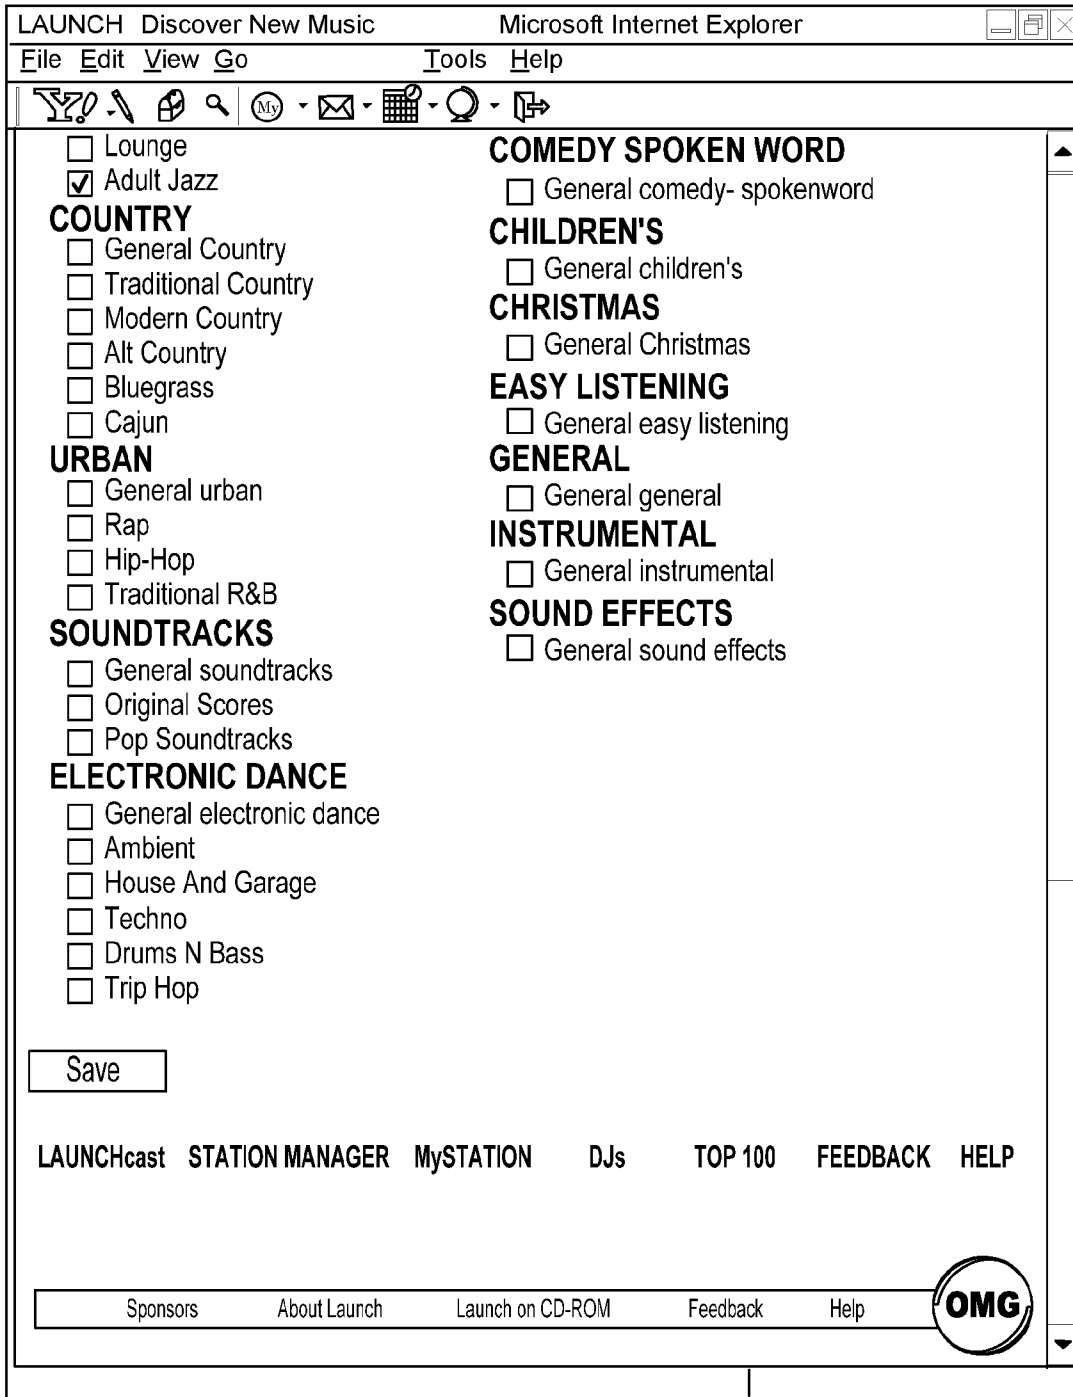 LAUNCH Discover New Music Microsoft Internet Explorer
File Edit View Go Tools Help
Y! My
Lounge
Adult Jazz
COUNTRY
General Country
Traditional Country
Modern Country
Alt Country
Bluegrass
Cajun
URBAN
General urban
Rap
Hip-Hop
Traditional R&B
SOUNDTRACKS
General soundtracks
Original Scores
Pop Soundtracks
ELECTRONIC DANCE
General electronic dance
Ambient
House And Garage
Techno
Drums N Bass
Trip Hop
COMEDY SPOKEN WORD
General comedy- spokenword
CHILDREN'S
General children's
CHRISTMAS
General Christmas
EASY LISTENING
General easy listening
GENERAL
General general
INSTRUMENTAL
General instrumental
SOUND EFFECTS
General sound effects
Save
LAUNCHcast STATION MANAGER MySTATION DJs TOP 100 FEEDBACK HELP
Sponsors About Launch Launch on CD-ROM Feedback Help OMG